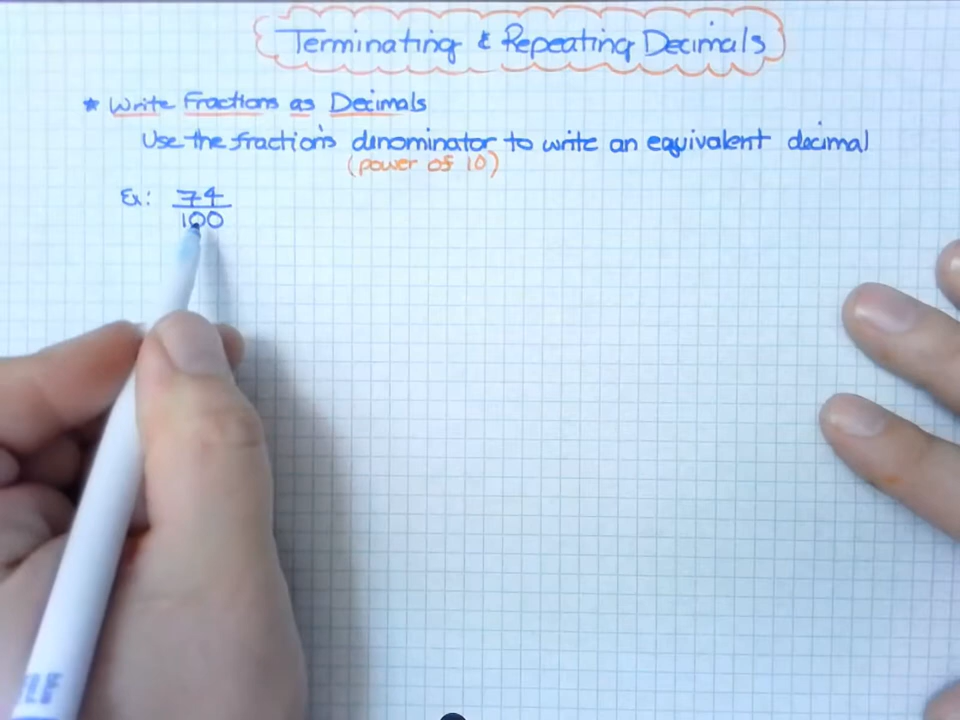 Terminating & Repeating Decimals
* Write Fractions as Decimals
Use the fraction's dinominator to write an equivalent decimal
(power of 10)
Ex: 74
100